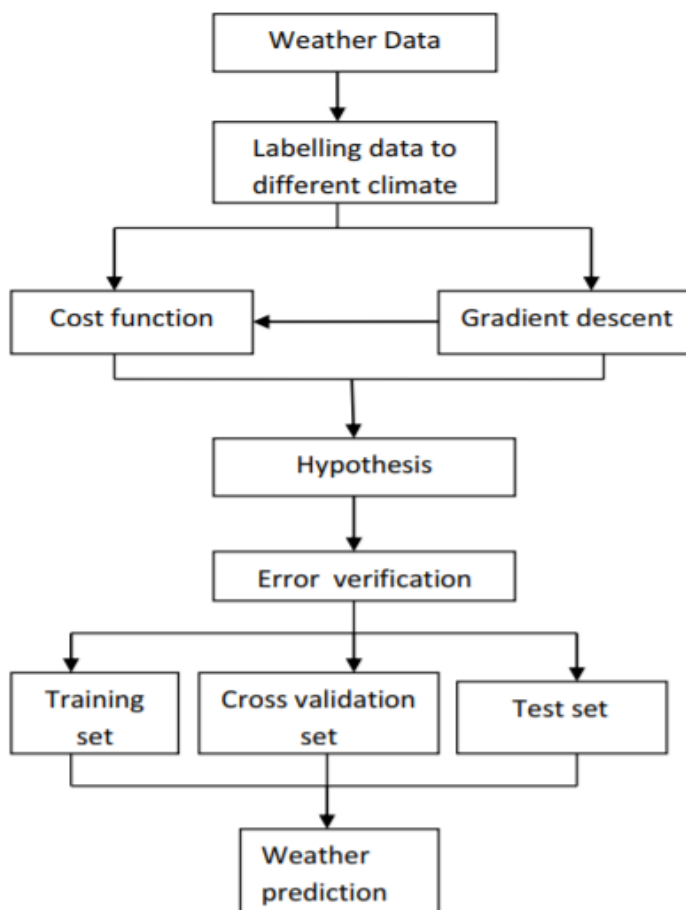 Weather Data
Labelling data to
different climate
Cost function
Gradient descent
Hypothesis
Error verification
Training
set
Cross validation
set
Test set
Weather
prediction